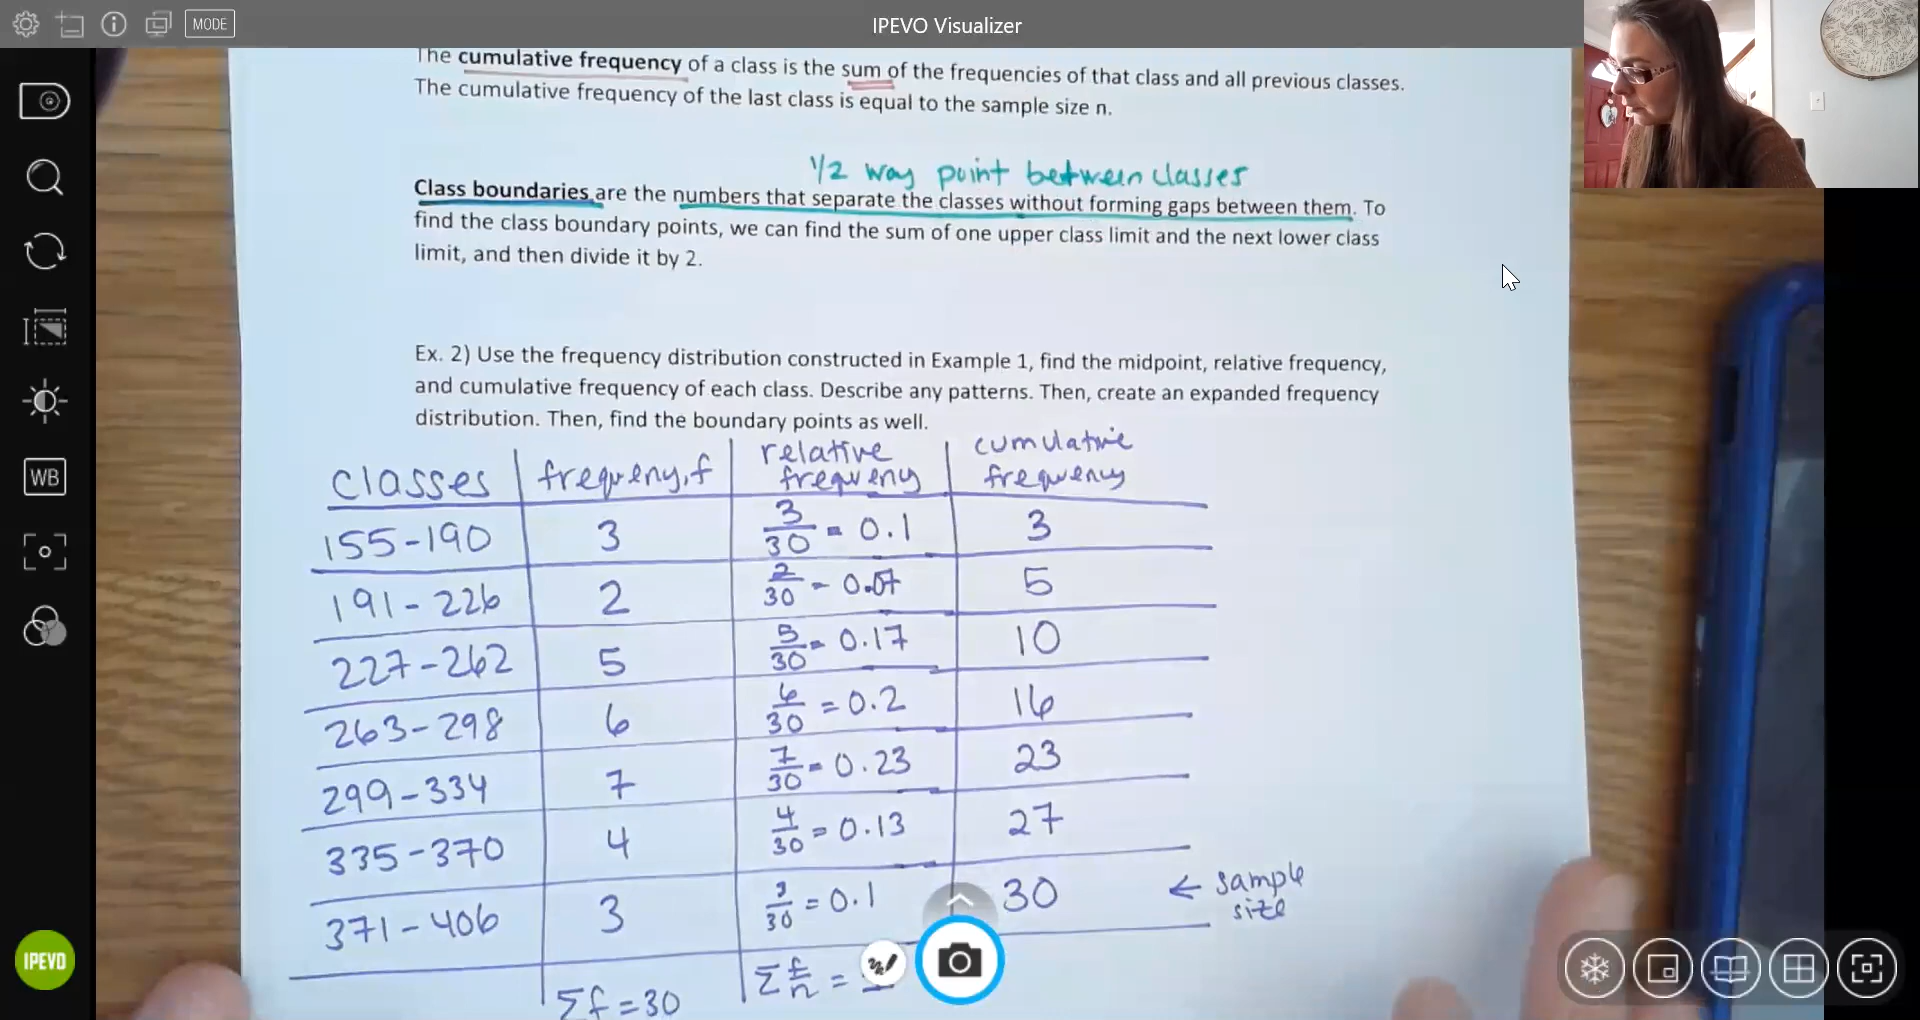 MODE
IPEVO Visualizer
The cumulative frequency of a class is the sum of the frequencies of that class and all previous classes.
The cumulative frequency of the last class is equal to the sample size n.
1/2 way point between classes
Class boundaries are the numbers that separate the classes without forming gaps between them. To
find the class boundary points, we can find the sum of one upper class limit and the next lower class
limit, and then divide it by 2.
Ex. 2) Use the frequency distribution constructed in Example 1, find the midpoint, relative frequency,
and cumulative frequency of each class. Describe any patterns. Then, create an expanded frequency
distribution. Then, find the boundary points as well.
classes frequeny, f relative frequeny cumulative frequency
155-190 3 3/30 = 0.1 3
191-226 2 2/30 = 0.07 5
227-262 5 5/30 = 0.17 10
263-298 6 6/30 = 0.2 16
299-334 7 7/30 = 0.23 23
335-370 4 4/30 = 0.13 27
371-406 3 3/30 = 0.1 30 ← sample size
Σf = 30 Σ f/n =
WB
IPEVO